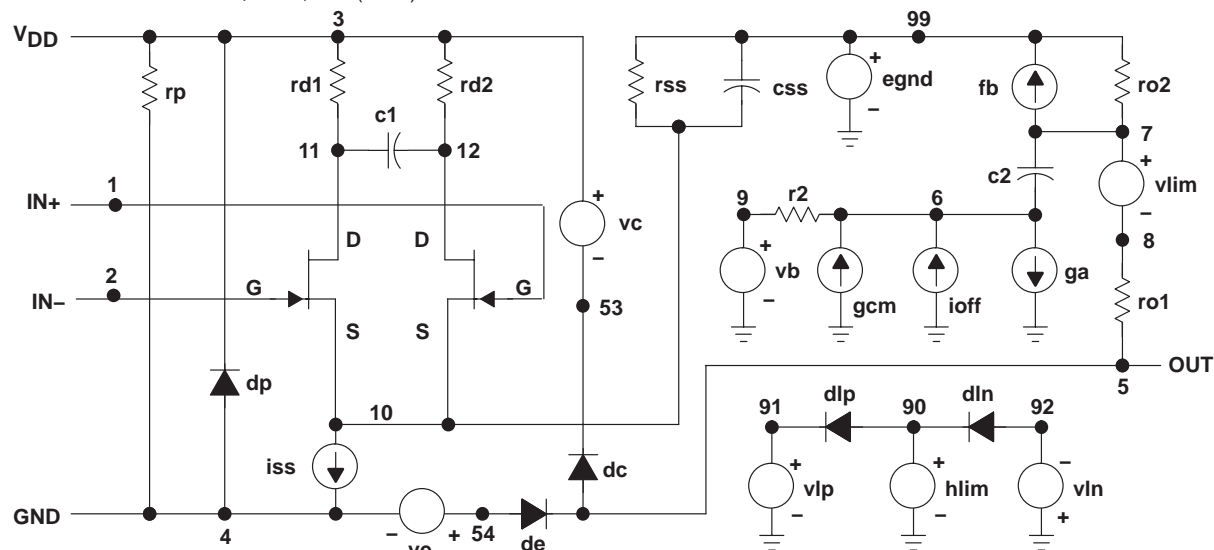 3
99
VDD
rp
rd1
rd2
c1
11
12
rss
css
egnd
fb
ro2
7
c2
vlim
8
ro1
1
IN+
2
IN−
D
D
G
G
S
S
vc
53
9
r2
6
vb
gcm
ioff
ga
OUT
5
dp
10
iss
dc
91
dlp
90
dln
92
vlp
hlim
vln
GND
4
54
de